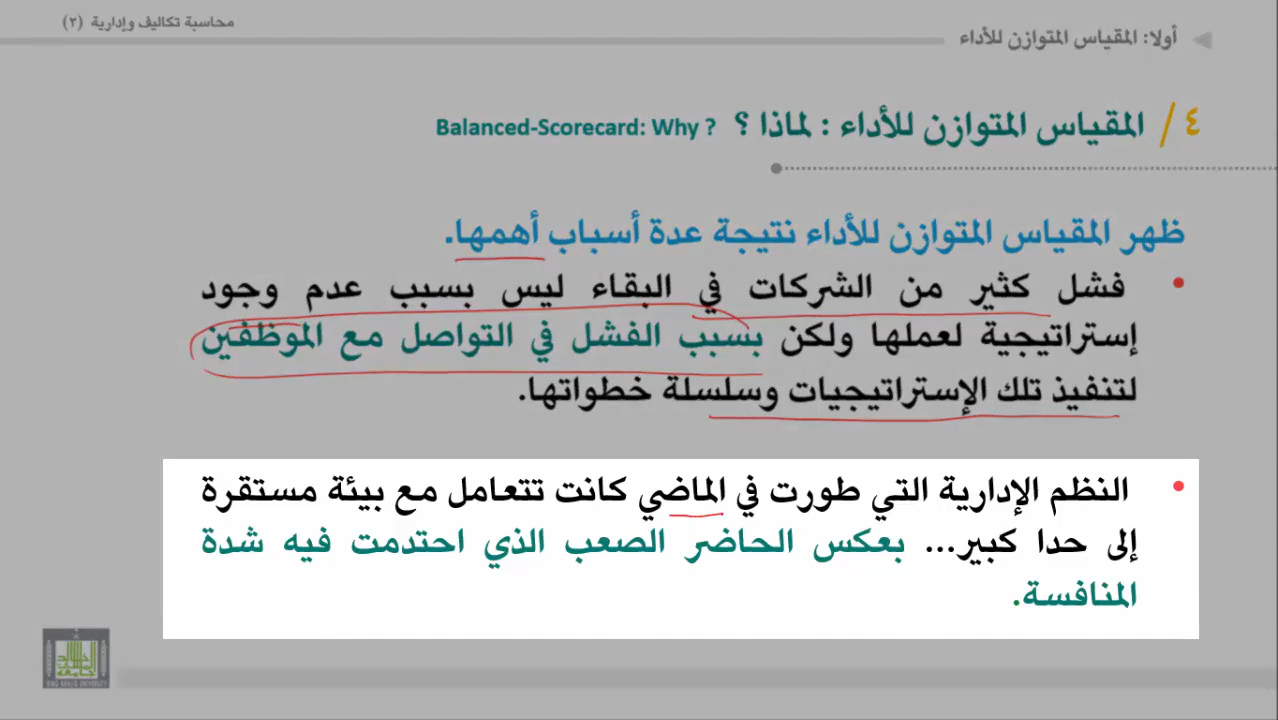 محاسبة تكاليف وإدارية (٢)
أولا: المقياس المتوازن للأداء
٤/ المقياس المتوازن للأداء : لماذا ؟ Balanced-Scorecard: Why ?
ظهر المقياس المتوازن للأداء نتيجة عدة أسباب أهمها.
• فشل كثير من الشركات في البقاء ليس بسبب عدم وجود
إستراتيجية لعملها ولكن بسبب الفشل في التواصل مع الموظفين
لتنفيذ تلك الإستراتيجيات وسلسلة خطواتها.
• النظم الإدارية التي طورت في الماضي كانت تتعامل مع بيئة مستقرة
إلى حدا كبير... بعكس الحاضر الصعب الذي احتدمت فيه شدة
المنافسة.
KING KHALID UNIVERSITY